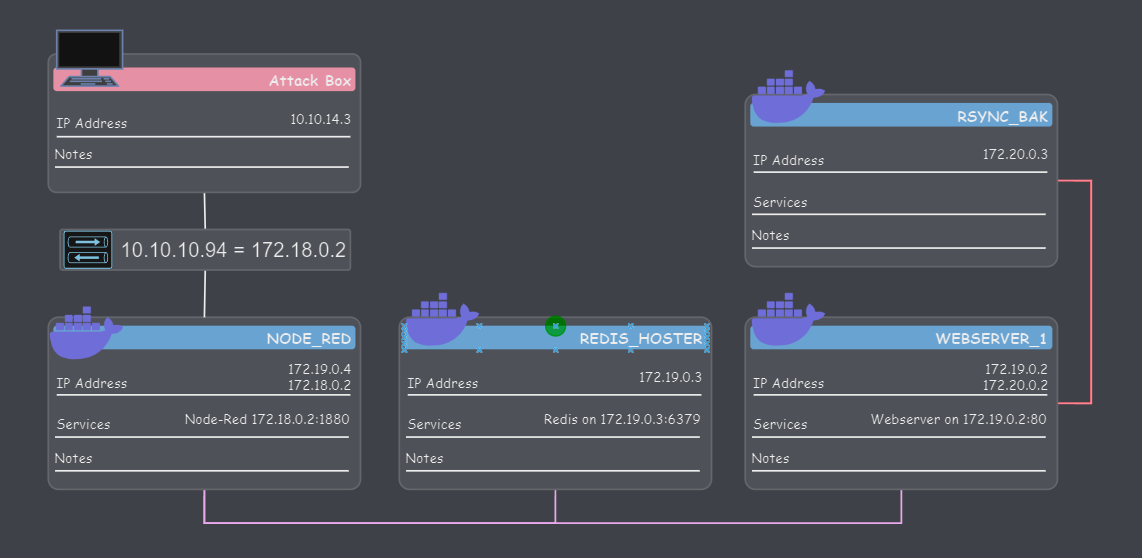 Attack Box
IP Address 10.10.14.3
Notes
10.10.10.94 = 172.18.0.2
NODE_RED
172.19.0.4
IP Address 172.18.0.2
Services Node-Red 172.18.0.2:1880
Notes
REDIS_HOSTER
IP Address 172.19.0.3
Services Redis on 172.19.0.3:6379
Notes
RSYNC_BAK
IP Address 172.20.0.3
Services
Notes
WEBSERVER_1
172.19.0.2
IP Address 172.20.0.2
Services Webserver on 172.19.0.2:80
Notes